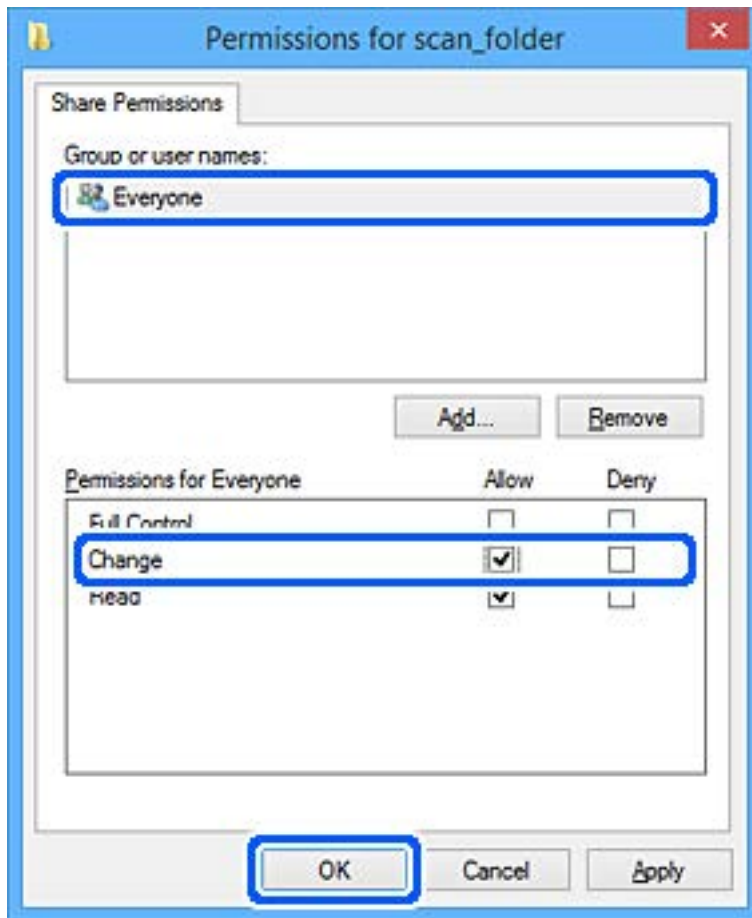 Permissions for scan_folder
Share Permissions
Group or user names:
Everyone
Add... Remove
Permissions for Everyone Allow Deny
Full Control
Change
Read
OK Cancel Apply